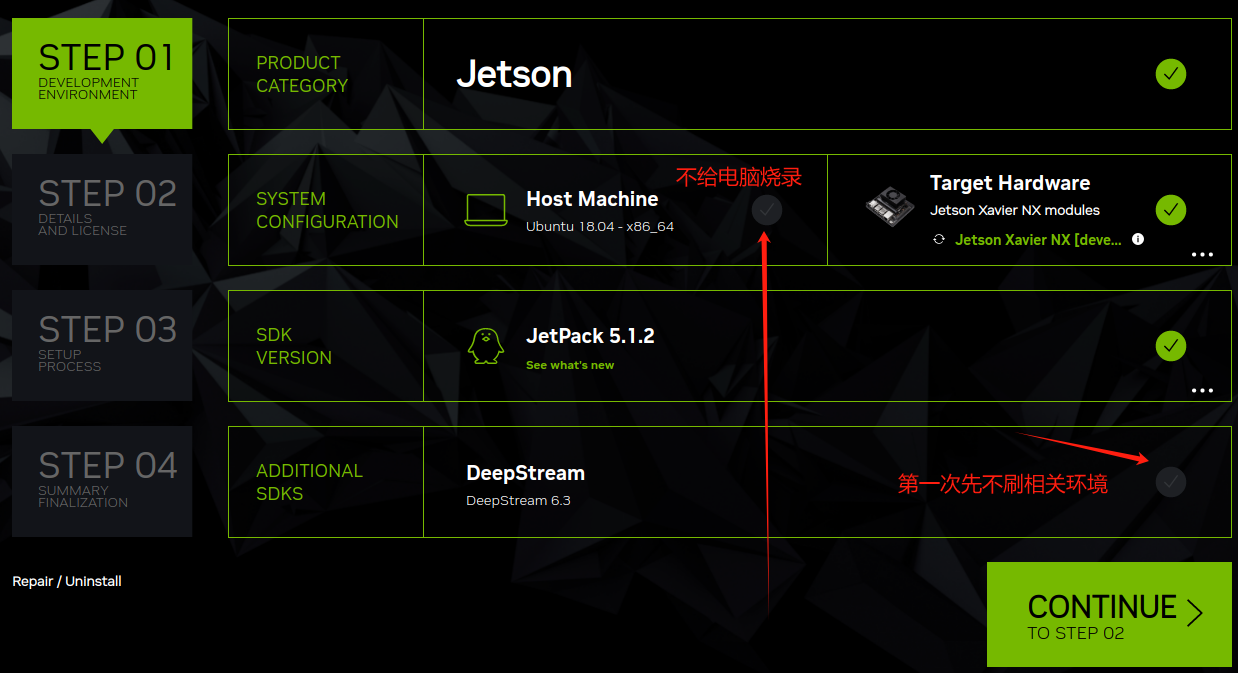 STEP 01
DEVELOPMENT
ENVIRONMENT
PRODUCT
CATEGORY
Jetson
STEP 02
DETAILS
AND LICENSE
SYSTEM
CONFIGURATION
不给电脑烧录
Host Machine
Ubuntu 18.04 - x86_64
Target Hardware
Jetson Xavier NX modules
Jetson Xavier NX [deve...
STEP 03
SETUP
PROCESS
SDK
VERSION
JetPack 5.1.2
See what's new
STEP 04
SUMMARY
FINALIZATION
ADDITIONAL
SDKS
DeepStream
DeepStream 6.3
第一次先不刷相关环境
Repair / Uninstall
CONTINUE
TO STEP 02